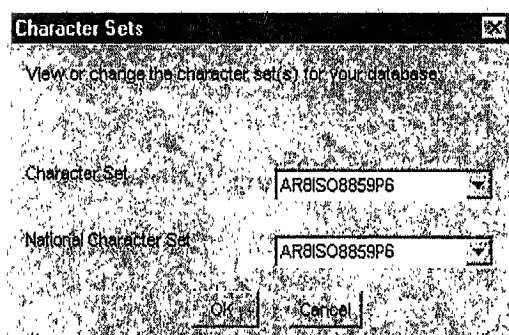 Character Sets
View or change the character set(s) for your database.
Character Set
AR8ISO8859P6
National Character Set
AR8ISO8859P6
OK
Cancel